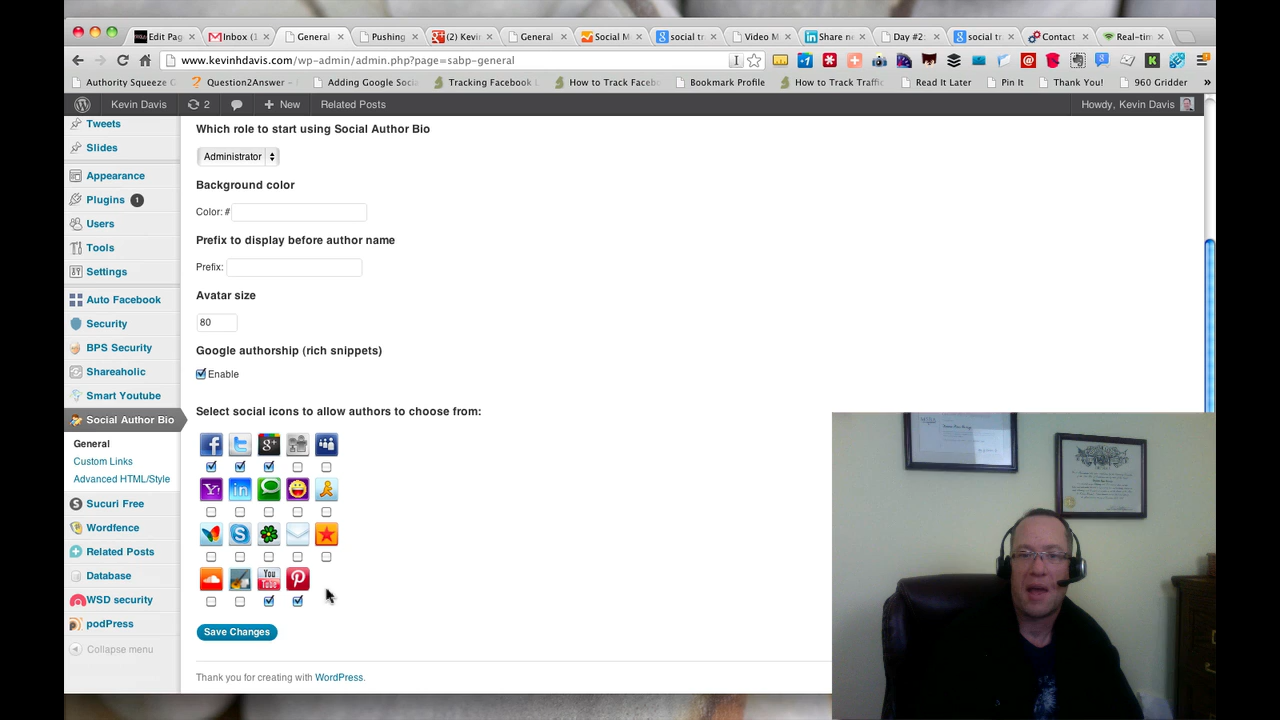 Edit Pag
Inbox (1
General
Pushing
(2) Kevi
General
Social M
social tr
Video M
Share ne
Day #2
social tr
Contact
Real-tim
www.kevinhdavis.com/wp-admin/admin.php?page=sabp-general
Authority Squeeze G
Question2Answer
Adding Google Social
Tracking Facebook L
How to Track Facebo
Bookmark Profile
How to Track Traffic
Read It Later
Pin It
Thank You!
960 Gridder
»
Kevin Davis
2
+ New
Related Posts
Howdy, Kevin Davis
Tweets
Slides
Appearance
Plugins 1
Users
Tools
Settings
Auto Facebook
Security
BPS Security
Shareaholic
Smart Youtube
Social Author Bio
General
Custom Links
Advanced HTML/Style
Sucuri Free
Wordfence
Related Posts
Database
WSD security
podPress
Collapse menu
Which role to start using Social Author Bio
Administrator
Background color
Color: #
Prefix to display before author name
Prefix:
Avatar size
80
Google authorship (rich snippets)
Enable
Select social icons to allow authors to choose from:
Save Changes
Thank you for creating with WordPress.